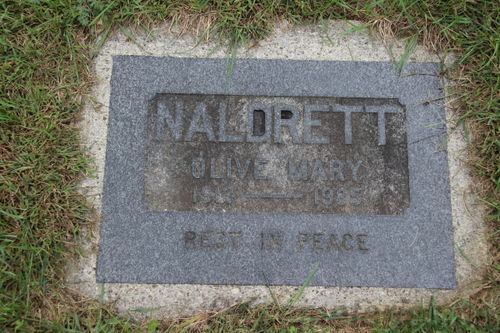 NALDRETT
OLIVE MARY
REST IN PEACE